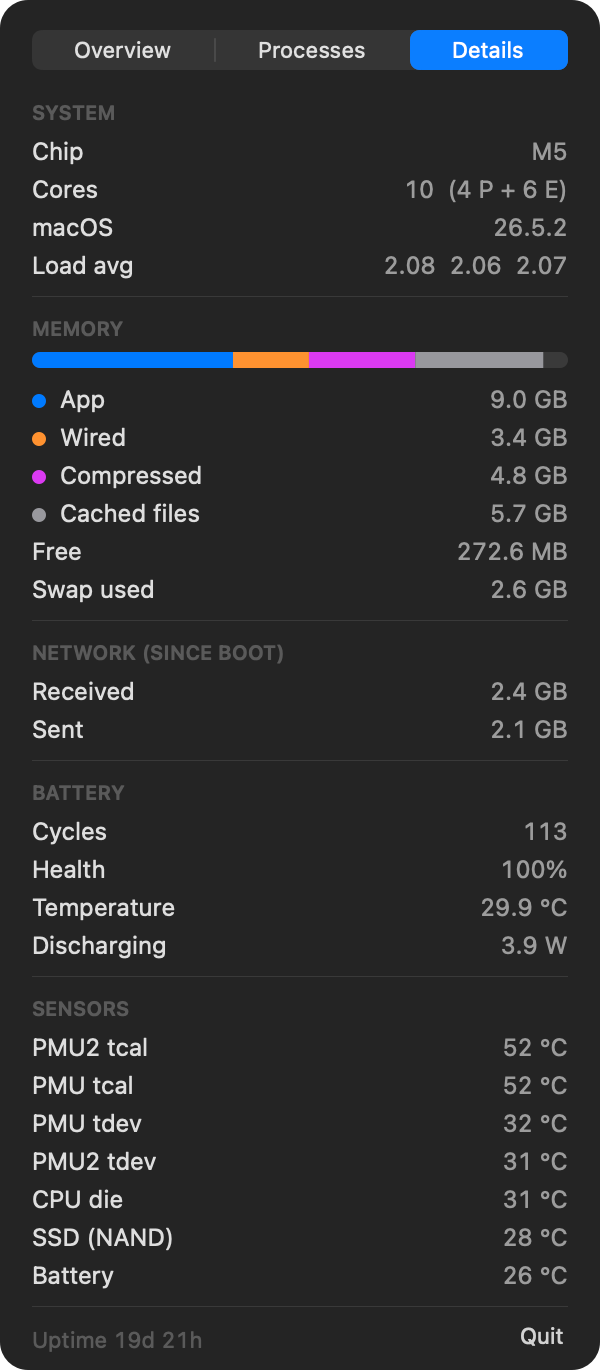 Overview Processes Details
SYSTEM
Chip M5
Cores 10 (4 P + 6 E)
macOS 26.5.2
Load avg 2.08 2.06 2.07
MEMORY
App 9.0 GB
Wired 3.4 GB
Compressed 4.8 GB
Cached files 5.7 GB
Free 272.6 MB
Swap used 2.6 GB
NETWORK (SINCE BOOT)
Received 2.4 GB
Sent 2.1 GB
BATTERY
Cycles 113
Health 100%
Temperature 29.9 °C
Discharging 3.9 W
SENSORS
PMU2 tcal 52 °C
PMU tcal 52 °C
PMU tdev 32 °C
PMU2 tdev 31 °C
CPU die 31 °C
SSD (NAND) 28 °C
Battery 26 °C
Uptime 19d 21h Quit